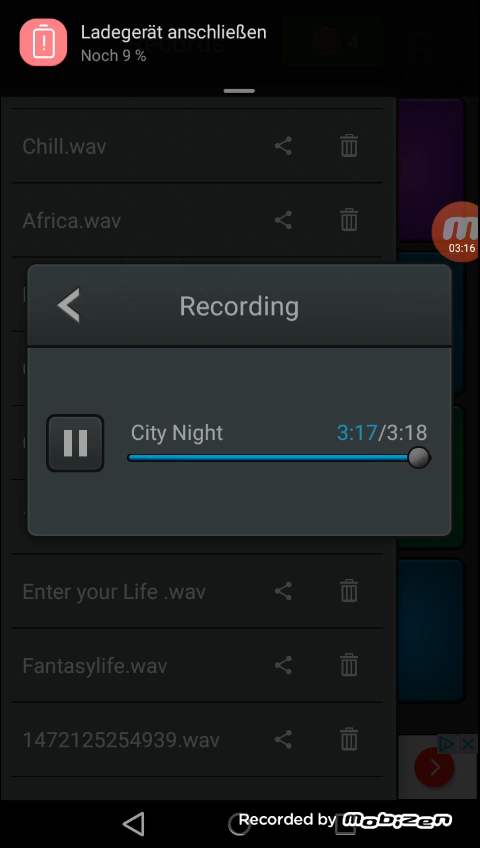 Ladegerät anschließen
Noch 9 %
Chill.wav
Africa.wav
03:16
Recording
City Night
3:17/3:18
Enter your Life .wav
Fantasylife.wav
1472125254939.wav
Recorded by Mobizen